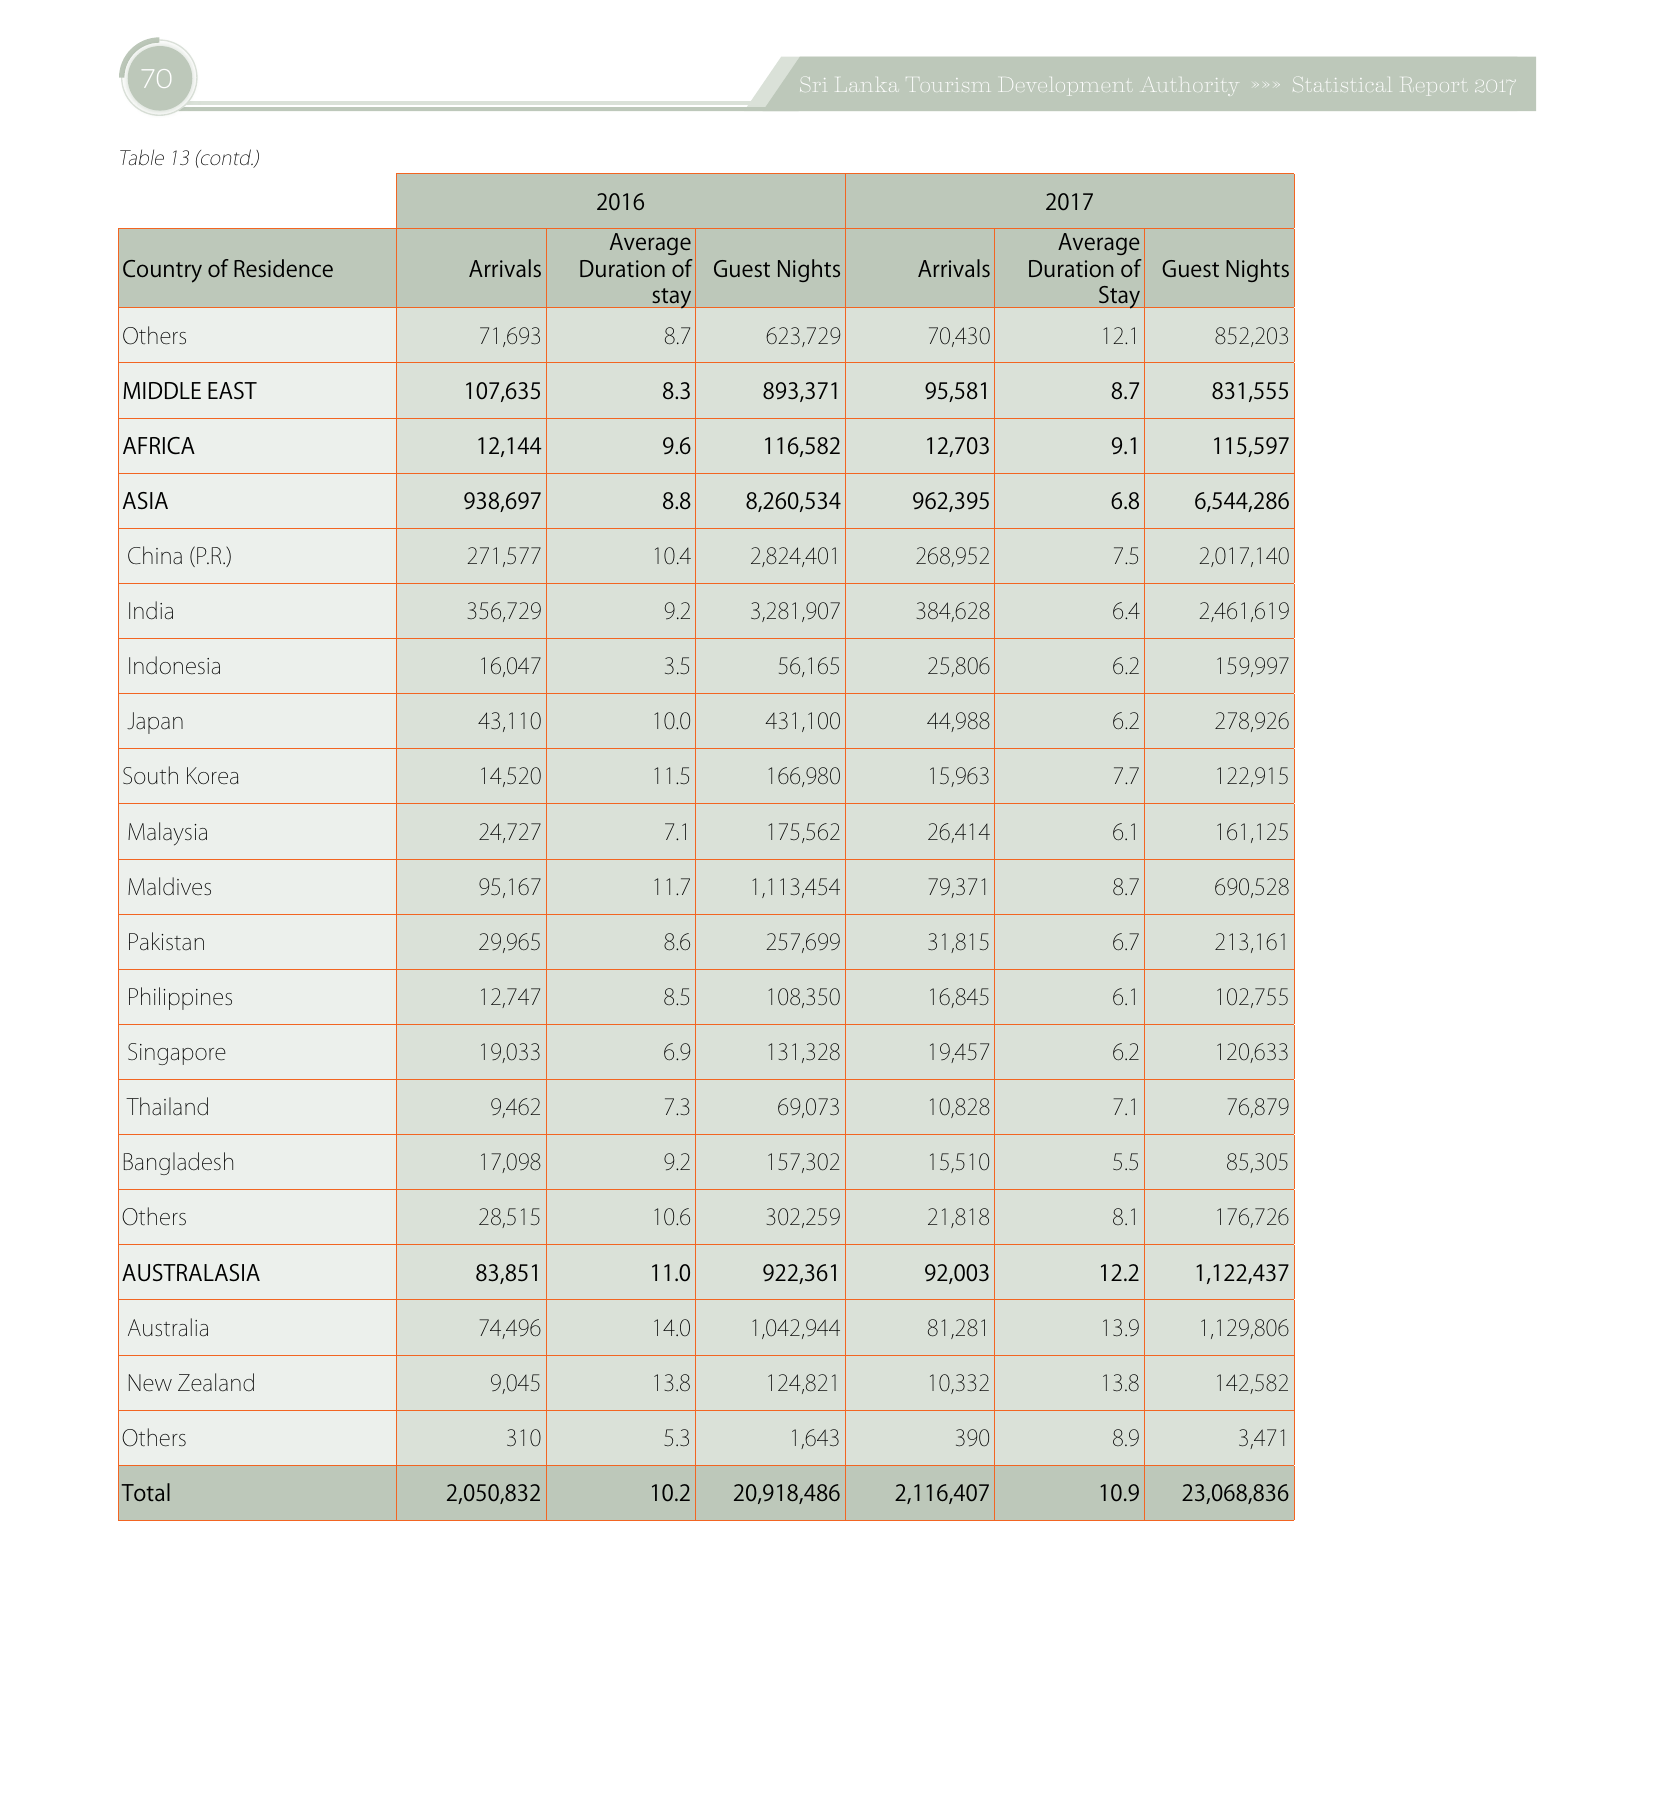 70
Sri Lanka Tourism Development Authority »»» Statistical Report 2017
Table 13 (contd.)
2016 2017
Country of Residence Arrivals Average Duration of stay Guest Nights Arrivals Average Duration of Stay Guest Nights
Others 71,693 8.7 623,729 70,430 12.1 852,203
MIDDLE EAST 107,635 8.3 893,371 95,581 8.7 831,555
AFRICA 12,144 9.6 116,582 12,703 9.1 115,597
ASIA 938,697 8.8 8,260,534 962,395 6.8 6,544,286
China (P.R.) 271,577 10.4 2,824,401 268,952 7.5 2,017,140
India 356,729 9.2 3,281,907 384,628 6.4 2,461,619
Indonesia 16,047 3.5 56,165 25,806 6.2 159,997
Japan 43,110 10.0 431,100 44,988 6.2 278,926
South Korea 14,520 11.5 166,980 15,963 7.7 122,915
Malaysia 24,727 7.1 175,562 26,414 6.1 161,125
Maldives 95,167 11.7 1,113,454 79,371 8.7 690,528
Pakistan 29,965 8.6 257,699 31,815 6.7 213,161
Philippines 12,747 8.5 108,350 16,845 6.1 102,755
Singapore 19,033 6.9 131,328 19,457 6.2 120,633
Thailand 9,462 7.3 69,073 10,828 7.1 76,879
Bangladesh 17,098 9.2 157,302 15,510 5.5 85,305
Others 28,515 10.6 302,259 21,818 8.1 176,726
AUSTRALASIA 83,851 11.0 922,361 92,003 12.2 1,122,437
Australia 74,496 14.0 1,042,944 81,281 13.9 1,129,806
New Zealand 9,045 13.8 124,821 10,332 13.8 142,582
Others 310 5.3 1,643 390 8.9 3,471
Total 2,050,832 10.2 20,918,486 2,116,407 10.9 23,068,836